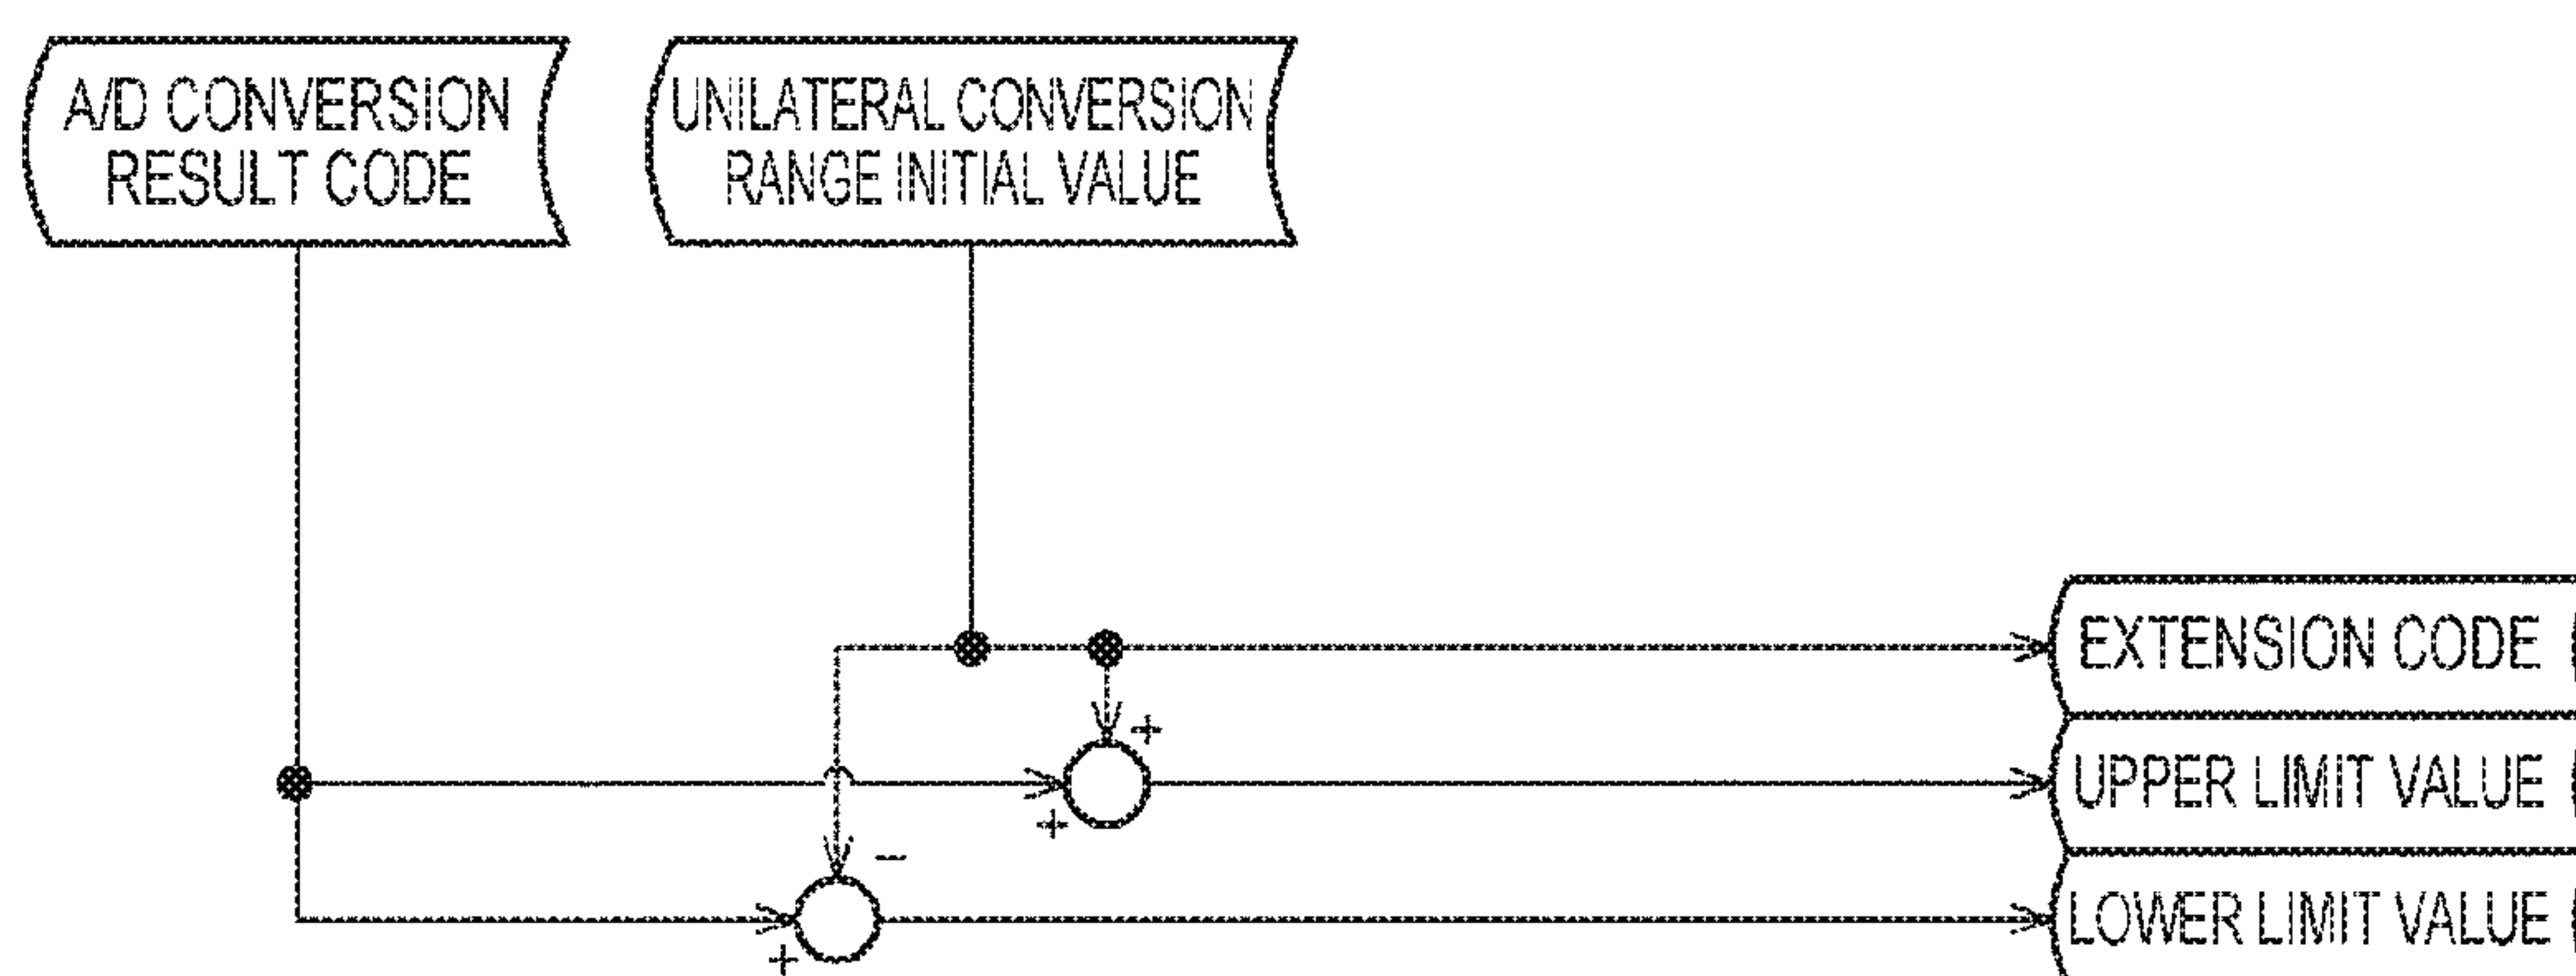 A/D CONVERSION
RESULT CODE
UNILATERAL CONVERSION
RANGE INITIAL VALUE
EXTENSION CODE
+
UPPER LIMIT VALUE
+
−
LOWER LIMIT VALUE
+